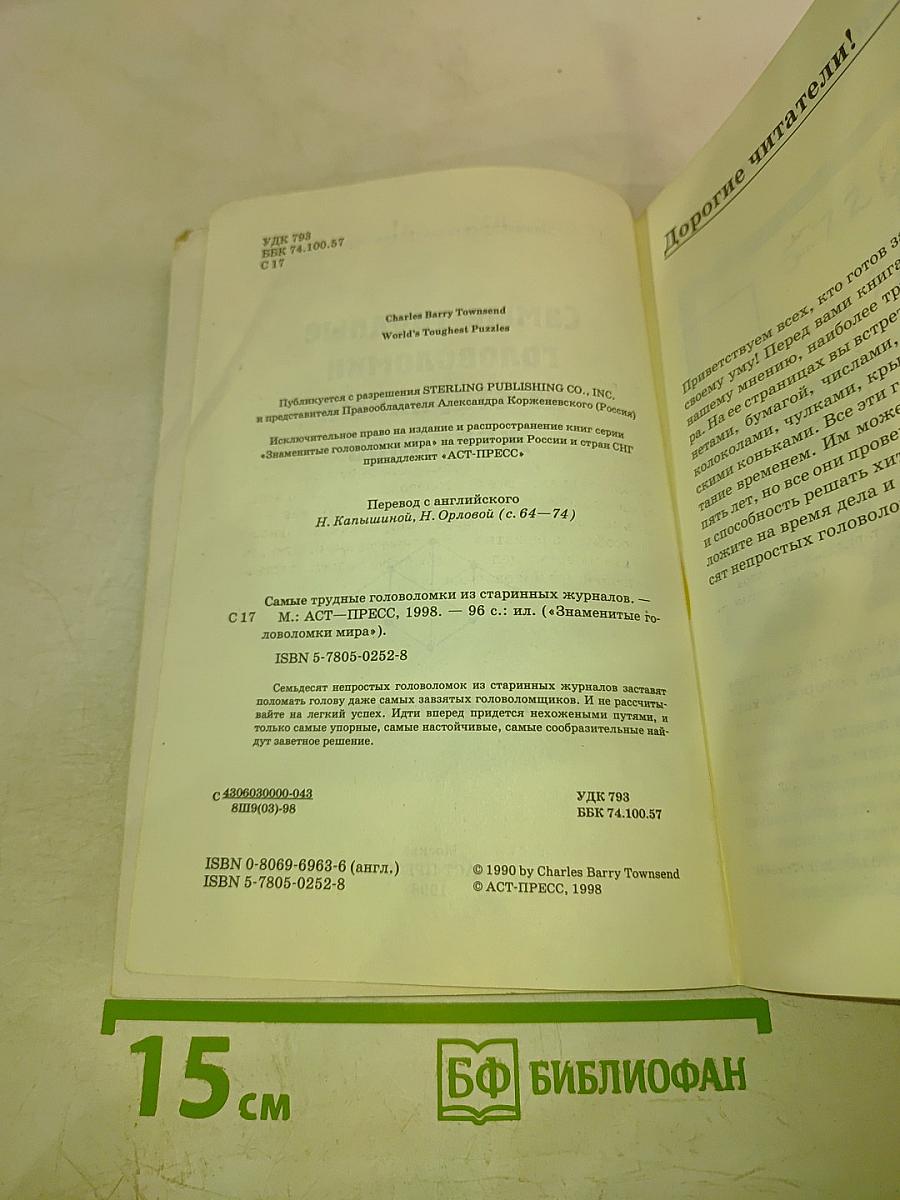 УДК 793
ББК 74.100.57
С 17
Charles Barry Townsend
World's Toughest Puzzles
Публикуется с разрешения STERLING PUBLISHING CO., INC.
и представителя Правообладателя Александра Корженевского (Россия)
Исключительное право на издание и распространение книг серии
«Знаменитые головоломки мира» на территории России и стран СНГ
принадлежит «АСТ-ПРЕСС»
Перевод с английского
Н. Капышиной, Н. Орловой (с. 64—74)
Самые трудные головоломки из старинных журналов. —
С 17 М.: АСТ—ПРЕСС, 1998. — 96 с.: ил. («Знаменитые го-
ловоломки мира»).
ISBN 5-7805-0252-8
Семьдесят непростых головоломок из старинных журналов заставят
поломать голову даже самых завзятых головоломщиков. И не рассчиты-
вайте на легкий успех. Идти вперед придется нехожеными путями, и
только самые упорные, самые настойчивые, самые сообразительные най-
дут заветное решение.
С 4306030000-043
8Ш9(03)-98
УДК 793
ББК 74.100.57
ISBN 0-8069-6963-6 (англ.)
ISBN 5-7805-0252-8
© 1990 by Charles Barry Townsend
© АСТ-ПРЕСС, 1998
Дорогие читатели!
Приветствуем всех, кто готов
своему уму! Перед вами книга
нашему мнению, наиболее
ра. На ее страницах вы
нетами, бумагой, числами,
колоколами, чулками,
скими коньками. Все эти
тание временем. Им
пять лет, но все они
и способность решать
ложите на время дела и
сят непростых
15 см
БФ БИБЛИОФАН